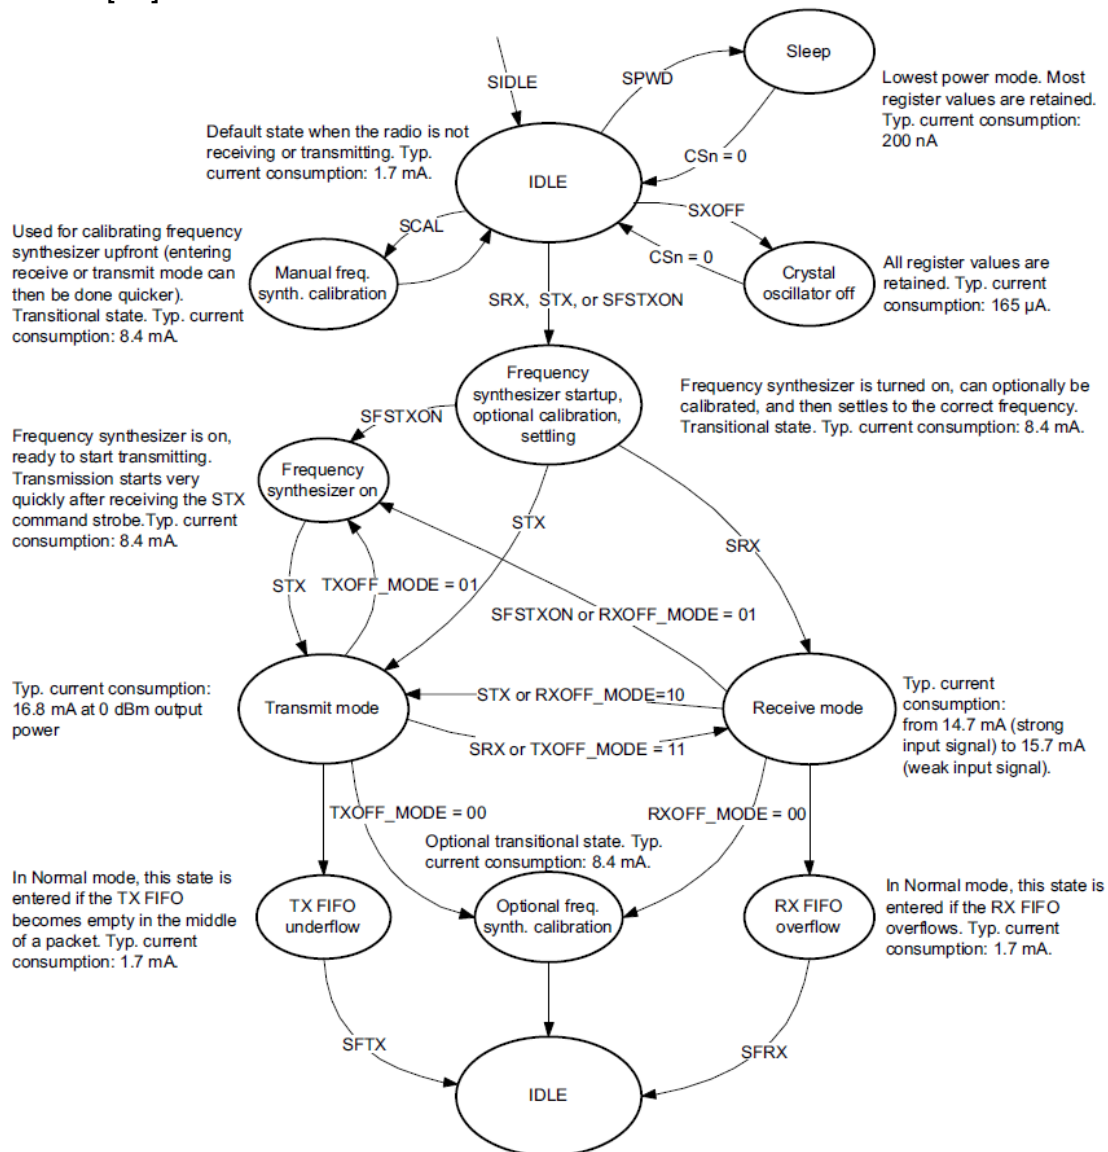 Sleep
SIDLE
SPWD
Lowest power mode. Most
register values are retained.
Typ. current consumption:
200 nA
Default state when the radio is not
receiving or transmitting. Typ.
current consumption: 1.7 mA.
CSn = 0
IDLE
SXOFF
SCAL
Used for calibrating frequency
synthesizer upfront (entering
receive or transmit mode can
then be done quicker).
Transitional state. Typ. current
consumption: 8.4 mA.
Manual freq.
synth. calibration
CSn = 0
Crystal
oscillator off
All register values are
retained. Typ. current
consumption: 165 µA.
SRX, STX, or SFSTXON
Frequency
synthesizer startup,
optional calibration,
settling
Frequency synthesizer is turned on, can optionally be
calibrated, and then settles to the correct frequency.
Transitional state. Typ. current consumption: 8.4 mA.
SFSTXON
Frequency synthesizer is on,
ready to start transmitting.
Transmission starts very
quickly after receiving the STX
command strobe.Typ. current
consumption: 8.4 mA.
Frequency
synthesizer on
STX
SRX
STX
TXOFF_MODE = 01
SFSTXON or RXOFF_MODE = 01
Typ. current consumption:
16.8 mA at 0 dBm output
power
Transmit mode
STX or RXOFF_MODE=10
SRX or TXOFF_MODE = 11
Receive mode
Typ. current
consumption:
from 14.7 mA (strong
input signal) to 15.7 mA
(weak input signal).
TXOFF_MODE = 00
RXOFF_MODE = 00
Optional transitional state. Typ.
current consumption: 8.4 mA.
In Normal mode, this state is
entered if the TX FIFO
becomes empty in the middle
of a packet. Typ. current
consumption: 1.7 mA.
TX FIFO
underflow
Optional freq.
synth. calibration
RX FIFO
overflow
In Normal mode, this state is
entered if the RX FIFO
overflows. Typ. current
consumption: 1.7 mA.
SFTX
SFRX
IDLE